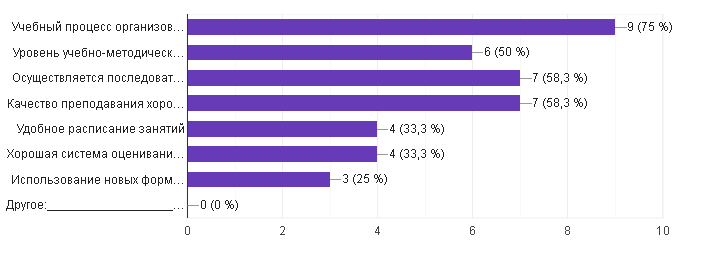 Учебный процесс организов… 9 (75 %)
Уровень учебно-методическ… 6 (50 %)
Осуществляется последоват… 7 (58,3 %)
Качество преподавания хоро… 7 (58,3 %)
Удобное расписание занятий 4 (33,3 %)
Хорошая система оценивани… 4 (33,3 %)
Использование новых форм… 3 (25 %)
Другое:___________________… 0 (0 %)
0 2 4 6 8 10